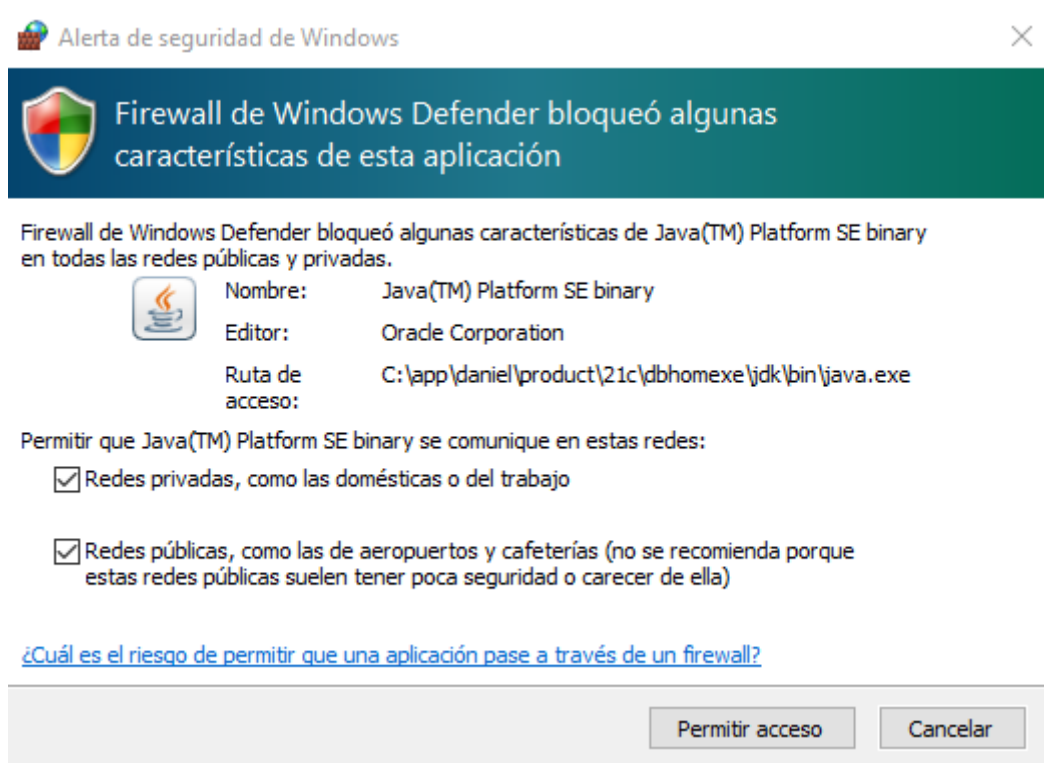 Alerta de seguridad de Windows
Firewall de Windows Defender bloqueó algunas
características de esta aplicación
Firewall de Windows Defender bloqueó algunas características de Java(TM) Platform SE binary
en todas las redes públicas y privadas.
Nombre: Java(TM) Platform SE binary
Editor: Oracle Corporation
Ruta de acceso: C:\app\daniel\product\21c\dbhomexe\jdk\bin\java.exe
Permitir que Java(TM) Platform SE binary se comunique en estas redes:
Redes privadas, como las domésticas o del trabajo
Redes públicas, como las de aeropuertos y cafeterías (no se recomienda porque
estas redes públicas suelen tener poca seguridad o carecer de ella)
¿Cuál es el riesgo de permitir que una aplicación pase a través de un firewall?
Permitir acceso Cancelar